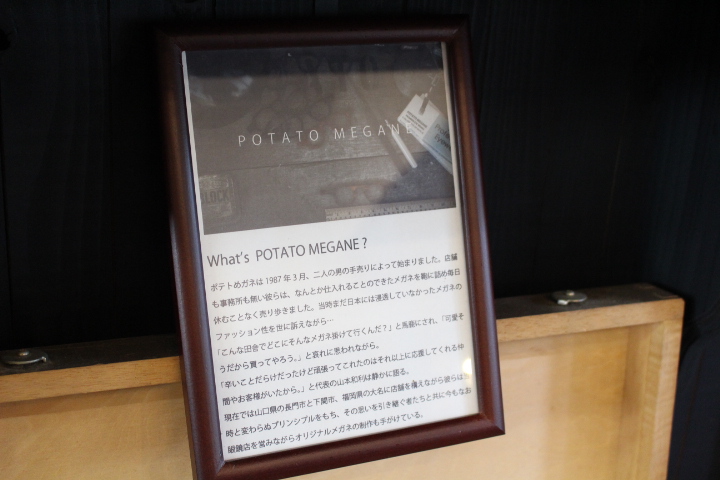 POTATO MEGANE
What's POTATO MEGANE ?
ポテトめガネは1987年3月、二人の男の手売りによって始まりました。店舗
も事務所も無い彼らは、なんとか仕入れることのできたメガネを鞄に詰め毎日
休むことなく売り歩きました。当時まだ日本には浸透していなかったメガネの
ファッション性を世に訴えながら…
「こんな田舎でどこにそんなメガネ掛けて行くんだ？」と馬鹿にされ、「可愛そ
うだから買ってやろう。」と哀れに思われながら。
「辛いことだらけだったけど頑張ってこれたのはそれ以上に応援してくれる仲
間やお客様がいたから。」と代表の山本和利は静かに語る。
現在では山口県の長門市と下関市、福岡県の大名に店舗を構えながら彼らは
時と変わらぬプリンシプルをもち、その思いを引き継ぐ者たちと共に今もなお
眼鏡店を営みながらオリジナルメガネの制作も手がけている。